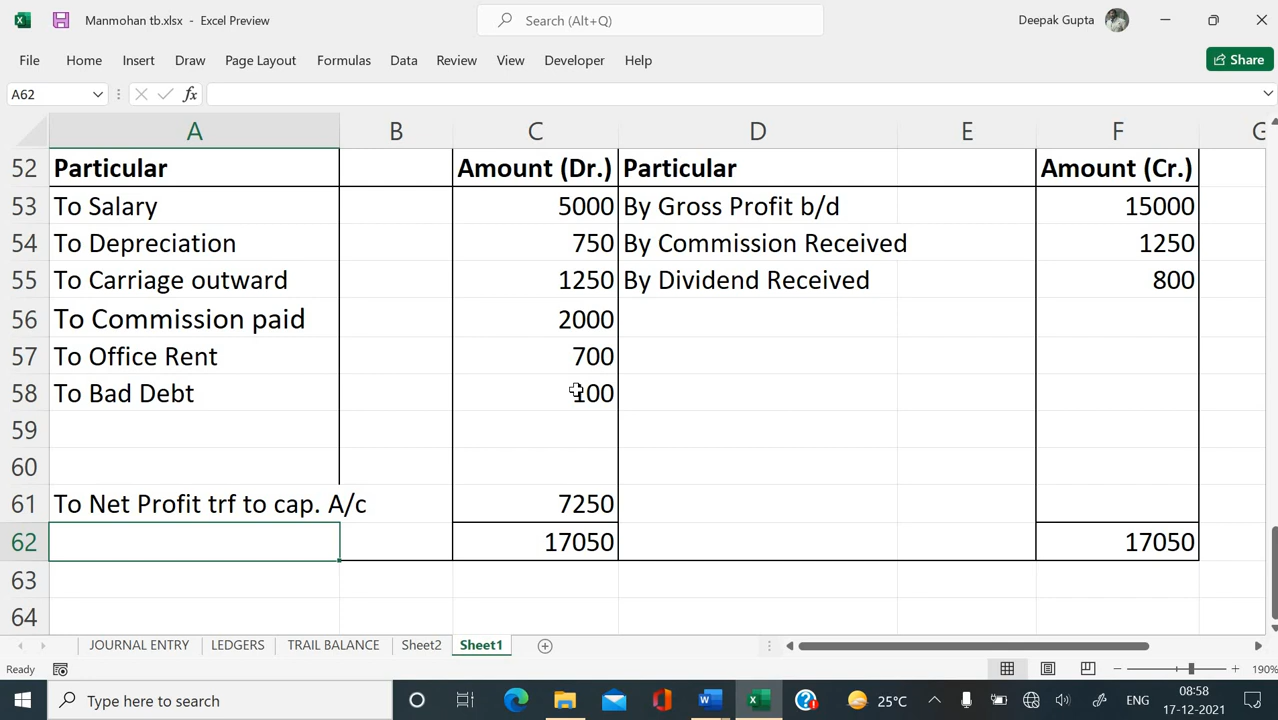 Manmohan tb.xlsx - Excel Preview
Search (Alt+Q)
Deepak Gupta
File Home Insert Draw Page Layout Formulas Data Review View Developer Help
Share
A62 fx
A B C D E F G
52 Particular Amount (Dr.) Particular Amount (Cr.)
53 To Salary 5000 By Gross Profit b/d 15000
54 To Depreciation 750 By Commission Received 1250
55 To Carriage outward 1250 By Dividend Received 800
56 To Commission paid 2000
57 To Office Rent 700
58 To Bad Debt 100
59
60
61 To Net Profit trf to cap. A/c 7250
62 17050 17050
63
64
JOURNAL ENTRY LEDGERS TRAIL BALANCE Sheet2 Sheet1
Ready 190%
Type here to search 25°C ENG 08:58
17-12-2021